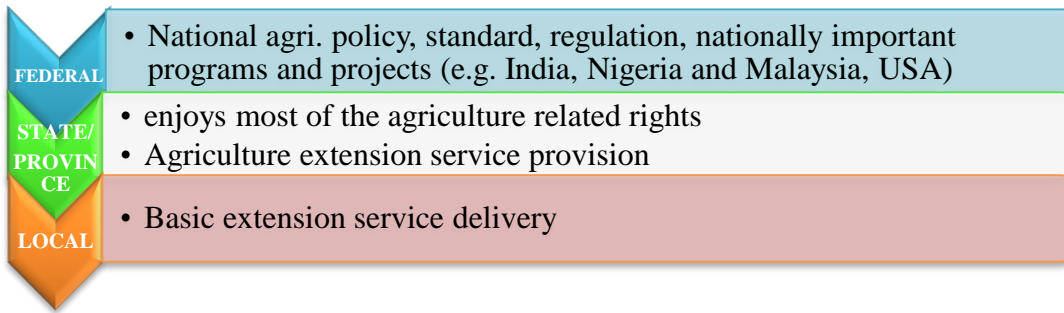 FEDERAL
• National agri. policy, standard, regulation, nationally important
programs and projects (e.g. India, Nigeria and Malaysia, USA)
STATE/
PROVIN
CE
• enjoys most of the agriculture related rights
• Agriculture extension service provision
LOCAL
• Basic extension service delivery